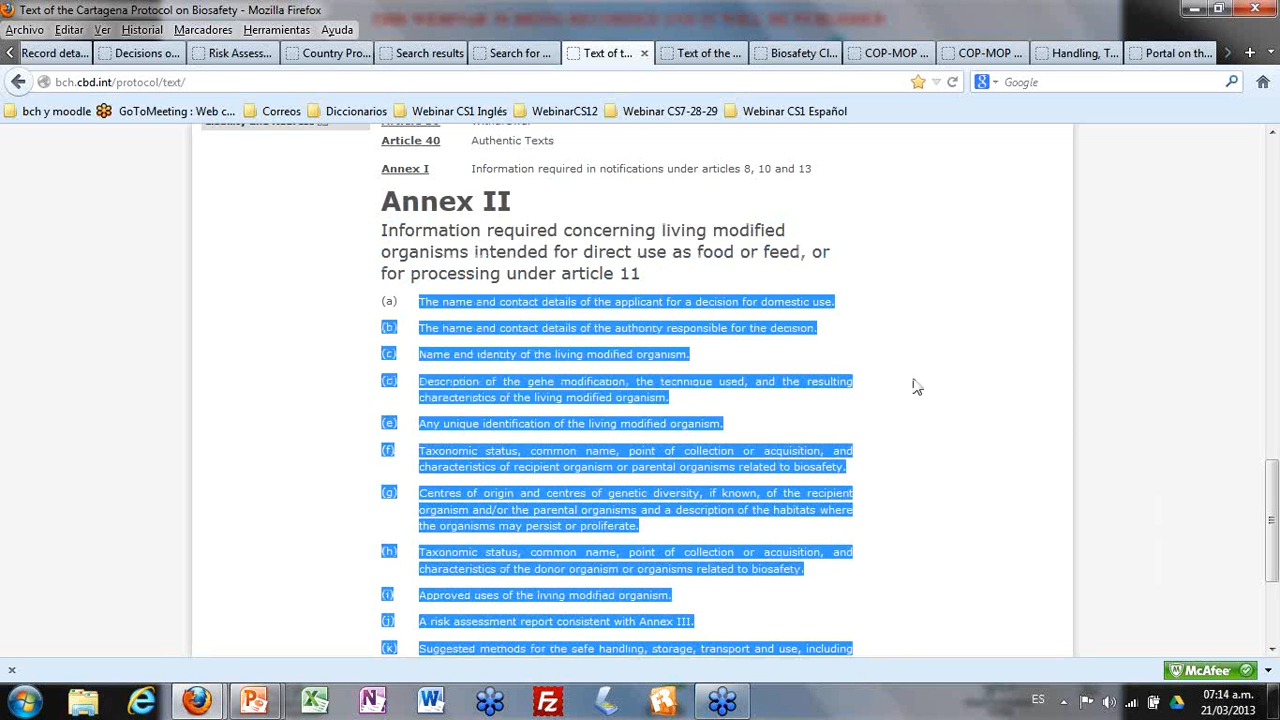 Text of the Cartagena Protocol on Biosafety - Mozilla Firefox
Archivo Editar Ver Historial Marcadores Herramientas Ayuda
Record deta... Decisions o... Risk Assess... Country Pro... Search results Search for ... Text of t... Text of the ... Biosafety Cl... COP-MOP ... COP-MOP ... Handling, T... Portal on th...
bch.cbd.int/protocol/text/ Google
bch y moodle GoToMeeting : Web c... Correos Diccionarios Webinar CS1 Inglés WebinarCS12 Webinar CS7-28-29 Webinar CS1 Español
Article 40 Authentic Texts
Annex I Information required in notifications under articles 8, 10 and 13
Annex II
Information required concerning living modified
organisms intended for direct use as food or feed, or
for processing under article 11
(a) The name and contact details of the applicant for a decision for domestic use.
(b) The name and contact details of the authority responsible for the decision.
(c) Name and identity of the living modified organism.
(d) Description of the gene modification, the technique used, and the resulting
characteristics of the living modified organism.
(e) Any unique identification of the living modified organism.
(f) Taxonomic status, common name, point of collection or acquisition, and
characteristics of recipient organism or parental organisms related to biosafety.
(g) Centres of origin and centres of genetic diversity, if known, of the recipient
organism and/or the parental organisms and a description of the habitats where
the organisms may persist or proliferate.
(h) Taxonomic status, common name, point of collection or acquisition, and
characteristics of the donor organism or organisms related to biosafety.
(i) Approved uses of the living modified organism.
(j) A risk assessment report consistent with Annex III.
(k) Suggested methods for the safe handling, storage, transport and use, including
McAfee
ES 07:14 a.m.
21/03/2013